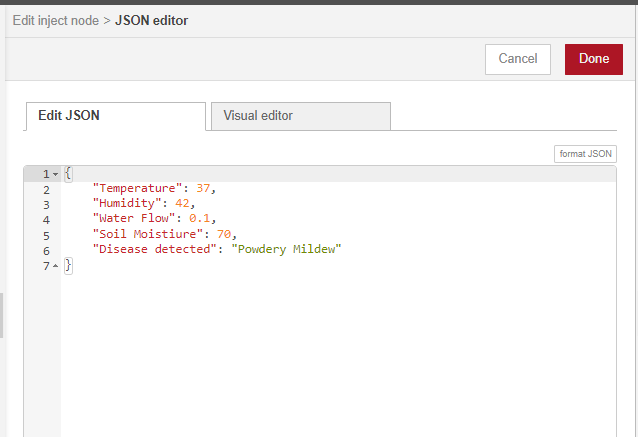 Edit inject node > JSON editor
Cancel Done
Edit JSON Visual editor
format JSON
1 {
2 "Temperature": 37,
3 "Humidity": 42,
4 "Water Flow": 0.1,
5 "Soil Moistiure": 70,
6 "Disease detected": "Powdery Mildew"
7 }